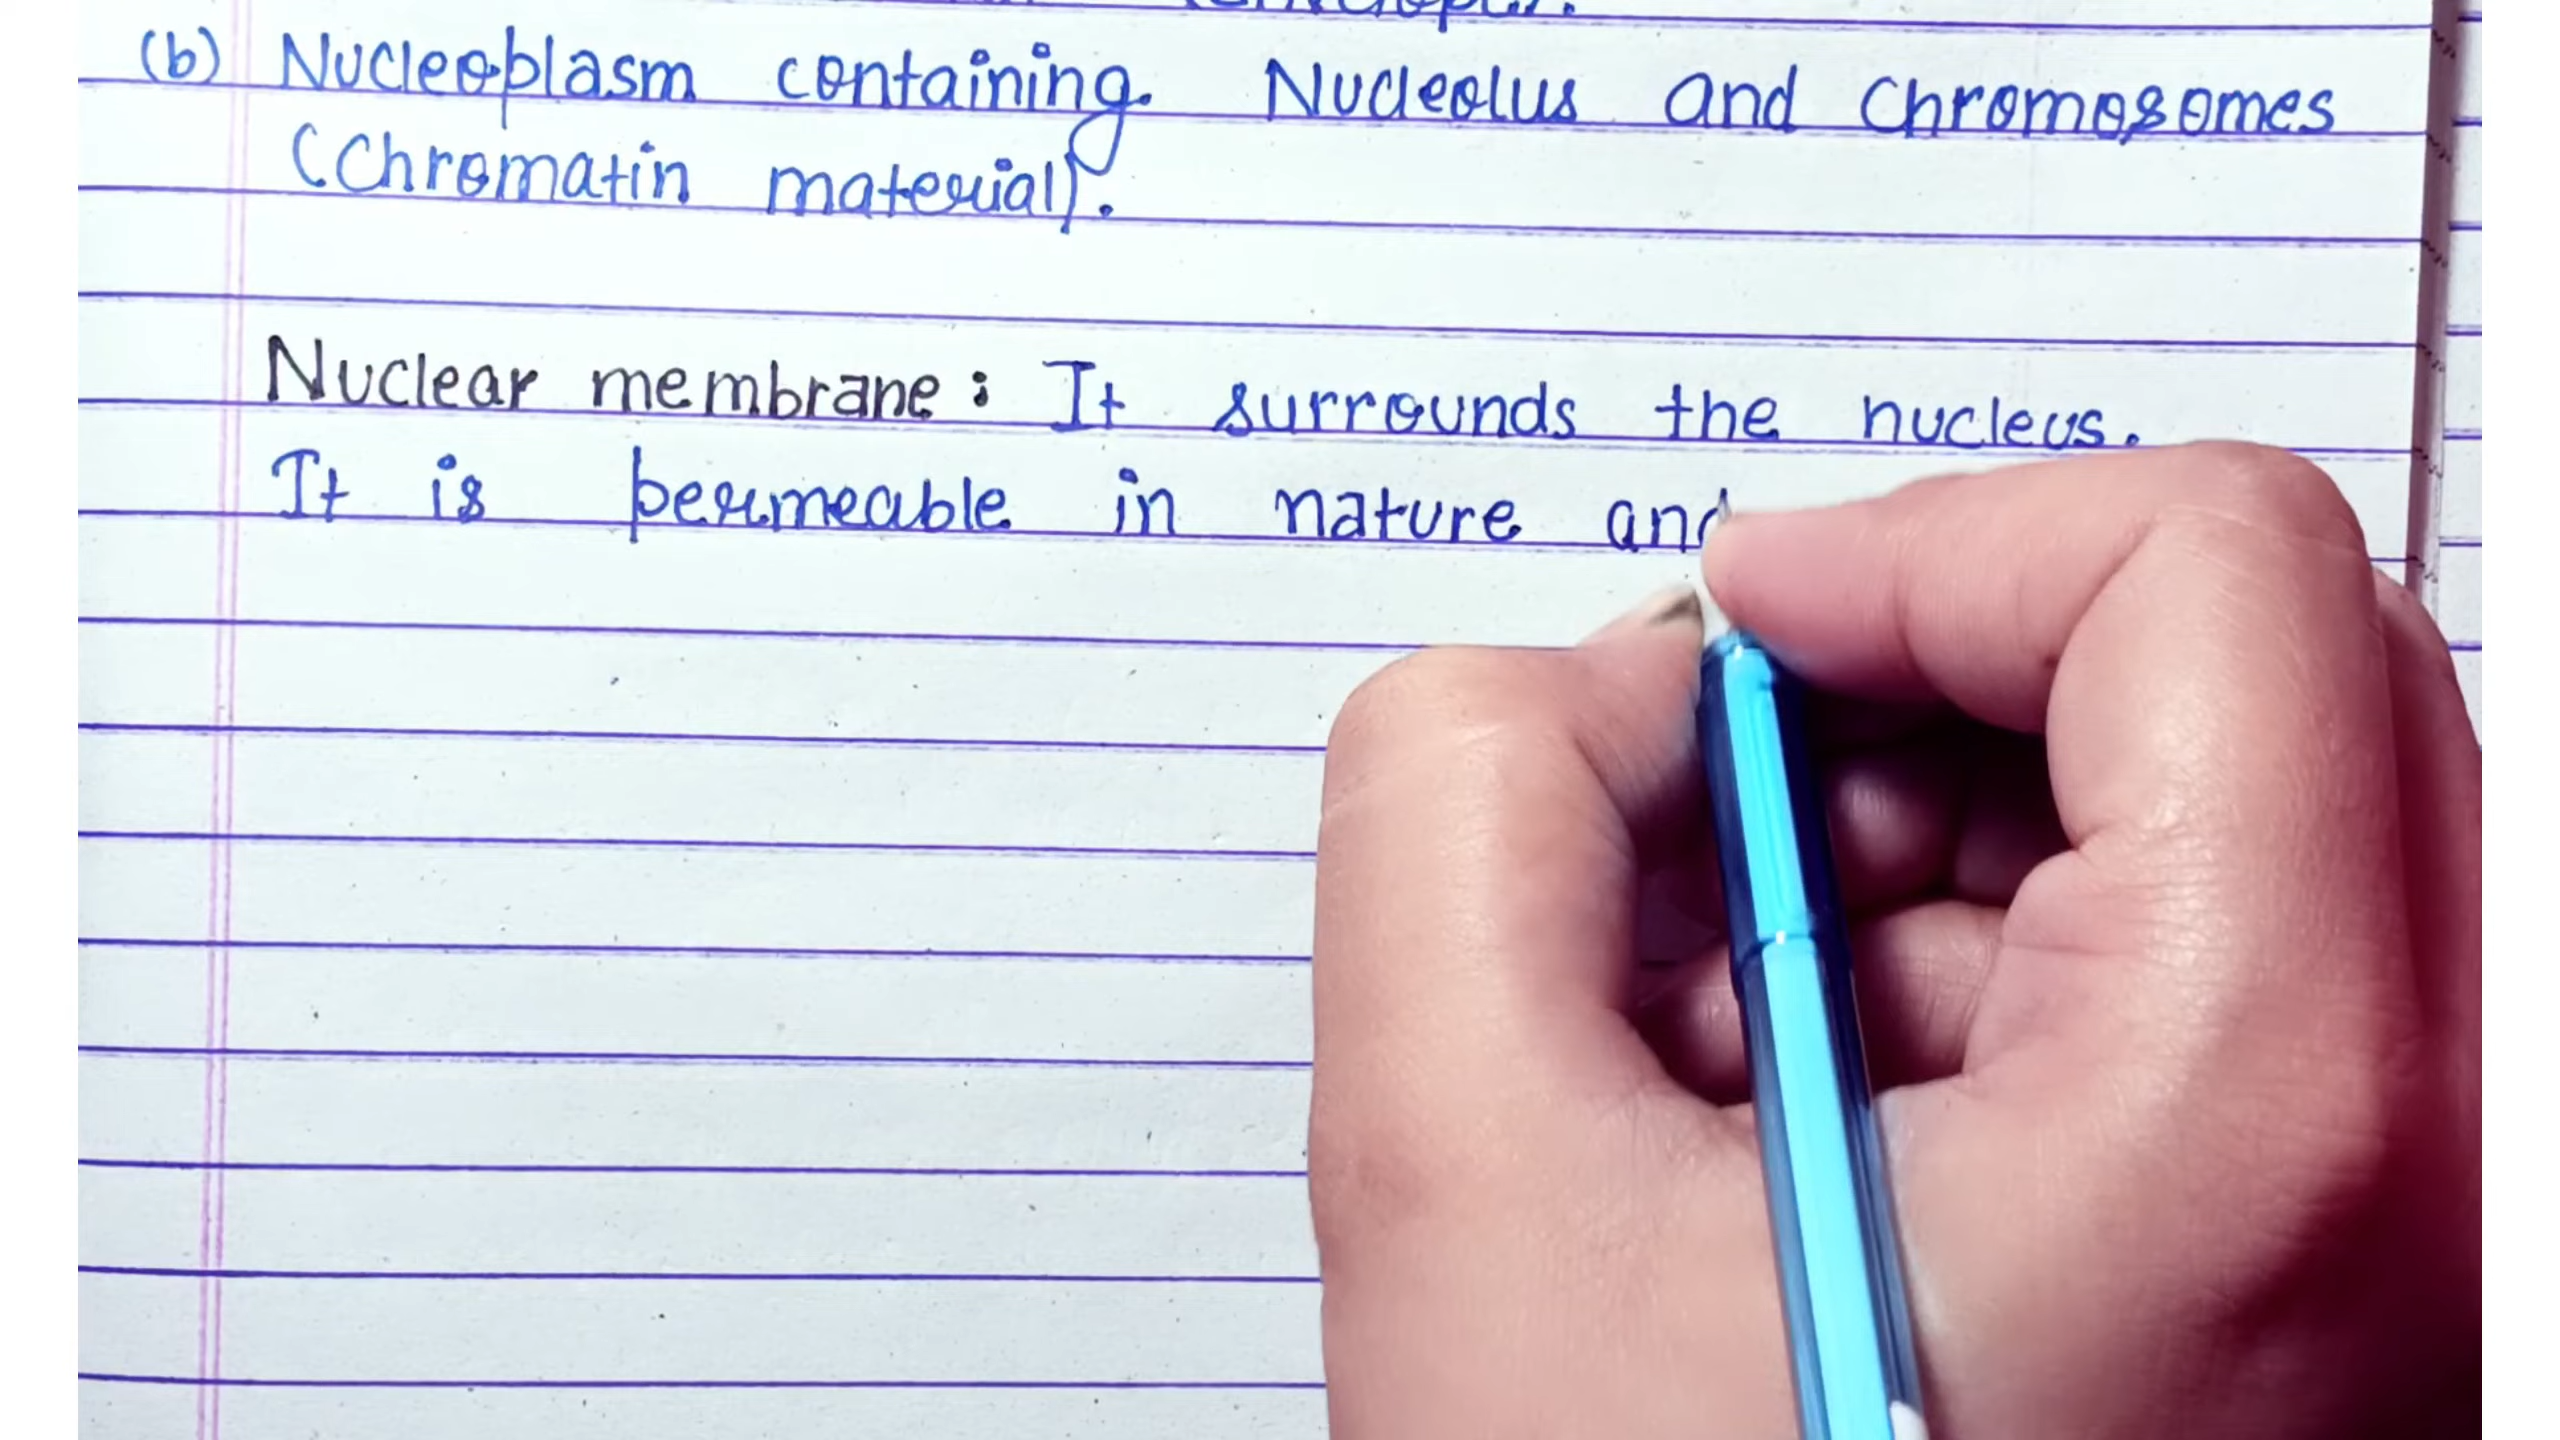 (b) Nucleoplasm containing Nucleolus and Chromosomes
(Chromatin material).
Nuclear membrane: It surrounds the nucleus.
It is permeable in nature and